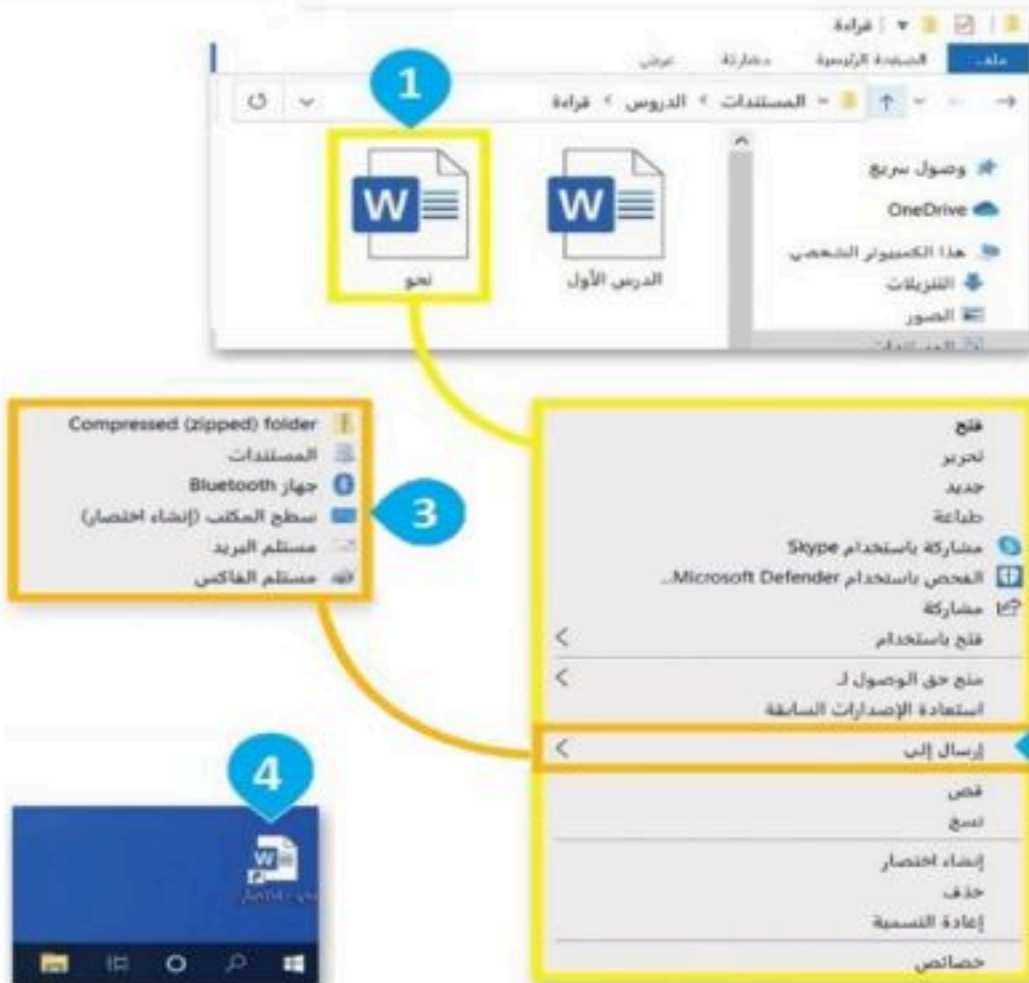 قراءة
ملف
الصفحة الرئيسية
مشاركة
عرض
المستندات > الدروس > قراءة
1
وصول سريع
OneDrive
هذا الكمبيوتر الشخصي
التنزيلات
الصور
المستندات
W
الدرس الأول
W
نحو
فتح
تحرير
جديد
طباعة
مشاركة باستخدام Skype
الفحص باستخدام Microsoft Defender...
مشاركة
فتح باستخدام
منح حق الوصول لـ
استعادة الإصدارات السابقة
إرسال إلى
قص
نسخ
إنشاء اختصار
حذف
إعادة التسمية
خصائص
3
Compressed (zipped) folder
المستندات
جهاز Bluetooth
سطح المكتب (إنشاء اختصار)
مستلم البريد
مستلم الفاكس
4
W